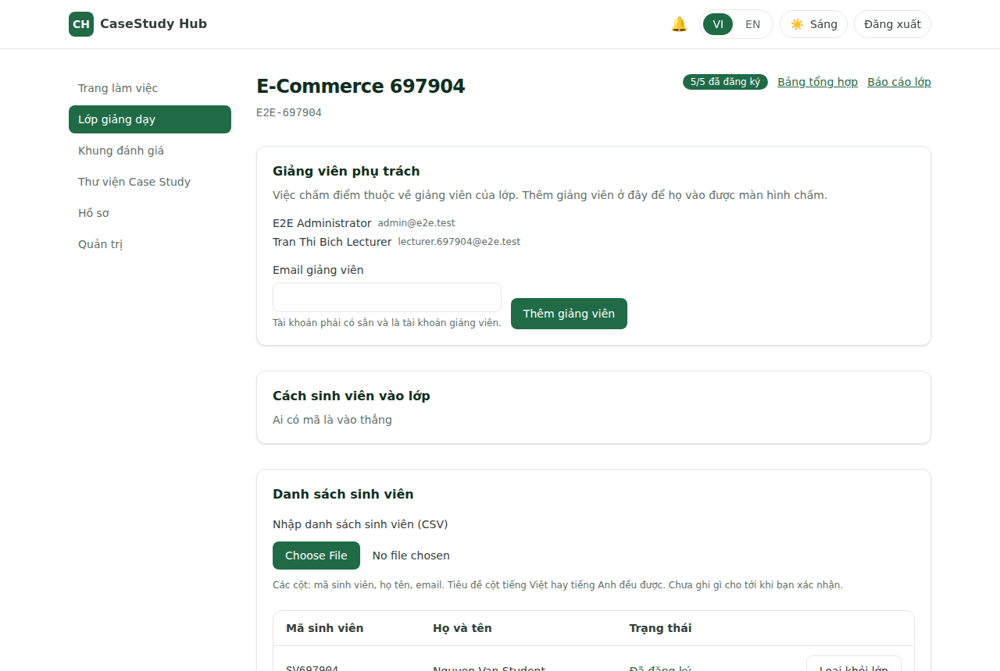 CH CaseStudy Hub
VI EN Sáng Đăng xuất
Trang làm việc
Lớp giảng dạy
Khung đánh giá
Thư viện Case Study
Hồ sơ
Quản trị
E-Commerce 697904
5/5 đã đăng ký Bảng tổng hợp Báo cáo lớp
E2E-697904
Giảng viên phụ trách
Việc chấm điểm thuộc về giảng viên của lớp. Thêm giảng viên ở đây để họ vào được màn hình chấm.
E2E Administrator admin@e2e.test
Tran Thi Bich Lecturer lecturer.697904@e2e.test
Email giảng viên
Thêm giảng viên
Tài khoản phải có sẵn và là tài khoản giảng viên.
Cách sinh viên vào lớp
Ai có mã là vào thẳng
Danh sách sinh viên
Nhập danh sách sinh viên (CSV)
Choose File No file chosen
Các cột: mã sinh viên, họ tên, email. Tiêu đề cột tiếng Việt hay tiếng Anh đều được. Chưa ghi gì cho tới khi bạn xác nhận.
Mã sinh viên Họ và tên Trạng thái
SV697904 Nguyen Van Student Đã đăng ký Loại khỏi lớp